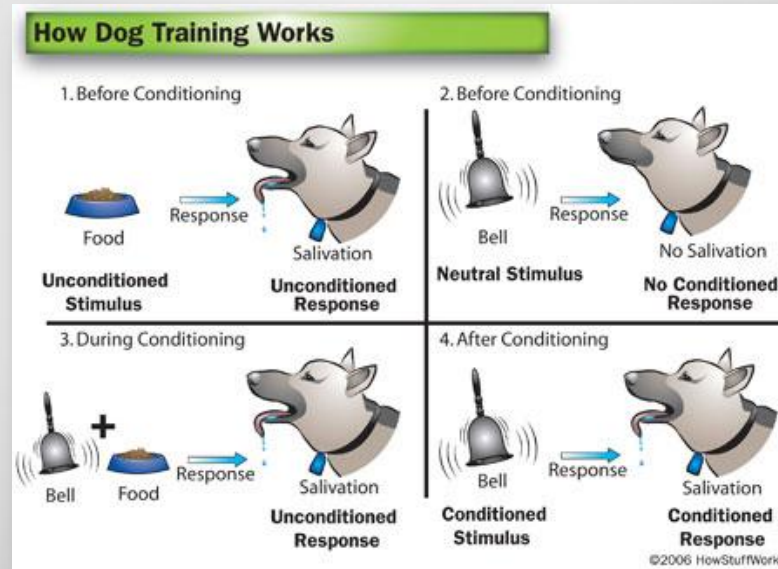 How Dog Training Works
1. Before Conditioning
Food
Response
Salivation
Unconditioned
Stimulus
Unconditioned
Response
2. Before Conditioning
Bell
Response
No Salivation
Neutral Stimulus
No Conditioned
Response
3. During Conditioning
+
Bell
Food
Response
Salivation
Unconditioned
Response
4. After Conditioning
Bell
Response
Salivation
Conditioned
Stimulus
Conditioned
Response
©2006 HowStuffWork